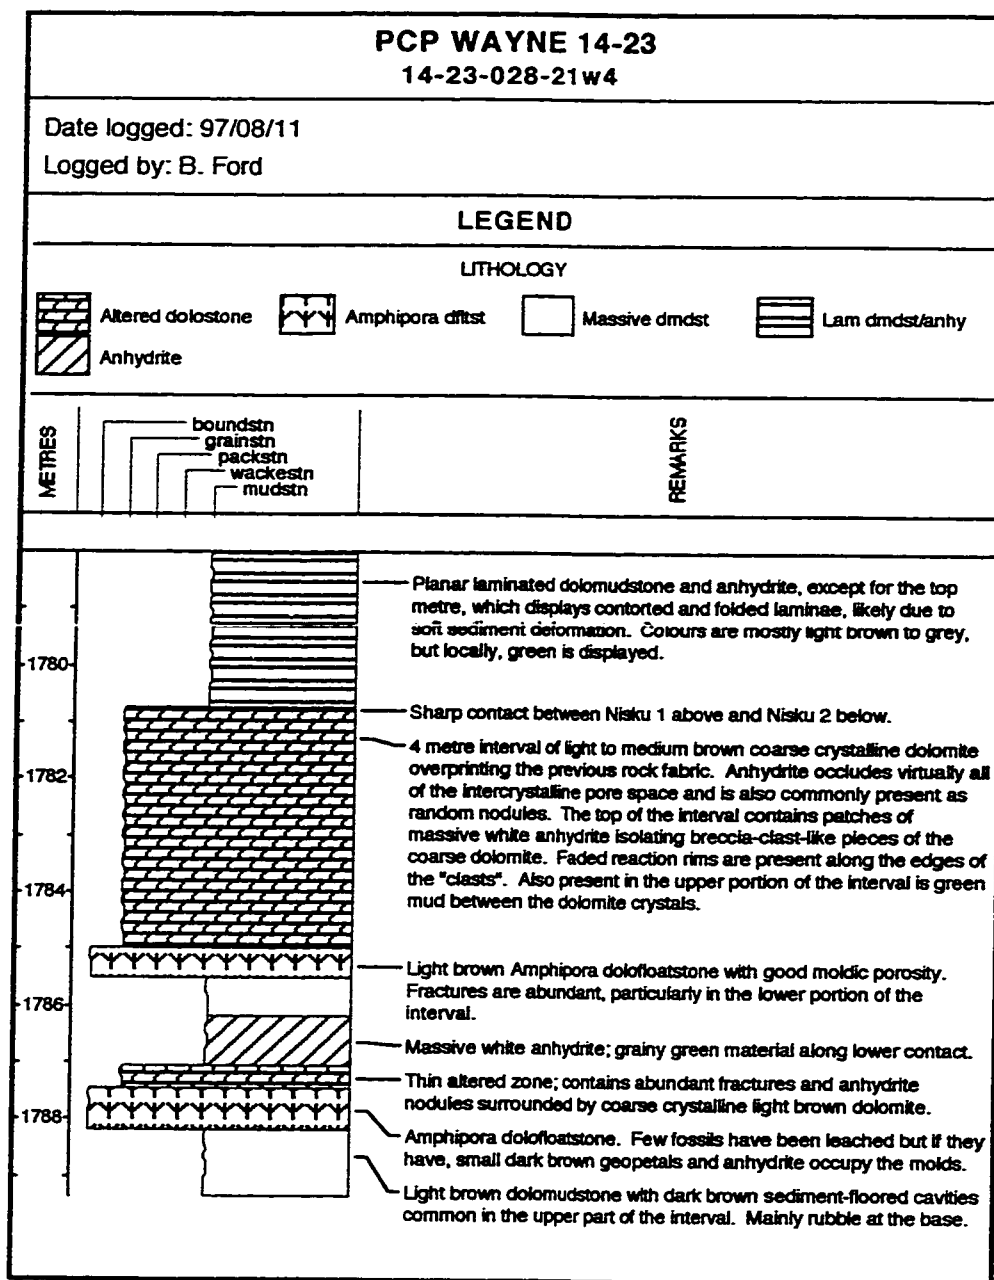 PCP WAYNE 14-23
14-23-028-21w4
Date logged: 97/08/11
Logged by: B. Ford
LEGEND
LITHOLOGY
Altered dolostone
Amphipora dfltst
Massive dmdst
Lam dmdst/anhy
Anhydrite
METRES
boundstn
grainstn
packstn
wackestn
mudstn
REMARKS
Planar laminated dolomudstone and anhydrite, except for the top
metre, which displays contorted and folded laminae, likely due to
soft sediment deformation. Colours are mostly light brown to grey,
but locally, green is displayed.
1780
Sharp contact between Nisku 1 above and Nisku 2 below.
4 metre interval of light to medium brown coarse crystalline dolomite
overprinting the previous rock fabric. Anhydrite occludes virtually all
of the intercrystalline pore space and is also commonly present as
random nodules. The top of the interval contains patches of
massive white anhydrite isolating breccia-clast-like pieces of the
coarse dolomite. Faded reaction rims are present along the edges of
the "clasts". Also present in the upper portion of the interval is green
mud between the dolomite crystals.
1782
1784
Light brown Amphipora dolofloatstone with good moldic porosity.
Fractures are abundant, particularly in the lower portion of the
interval.
1786
Massive white anhydrite; grainy green material along lower contact.
Thin altered zone; contains abundant fractures and anhydrite
nodules surrounded by coarse crystalline light brown dolomite.
1788
Amphipora dolofloatstone. Few fossils have been leached but if they
have, small dark brown geopetals and anhydrite occupy the molds.
Light brown dolomudstone with dark brown sediment-floored cavities
common in the upper part of the interval. Mainly rubble at the base.